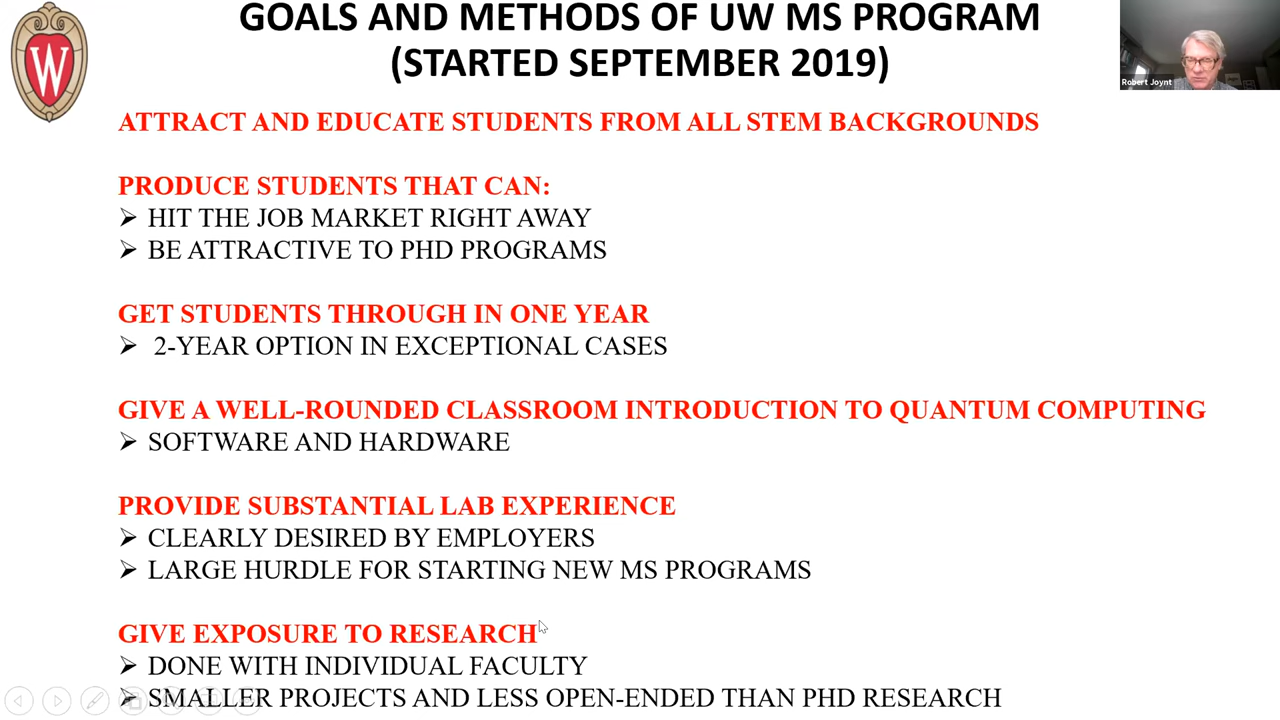 GOALS AND METHODS OF UW MS PROGRAM
(STARTED SEPTEMBER 2019)
W
Robert Joynt
ATTRACT AND EDUCATE STUDENTS FROM ALL STEM BACKGROUNDS
PRODUCE STUDENTS THAT CAN:
➢ HIT THE JOB MARKET RIGHT AWAY
➢ BE ATTRACTIVE TO PHD PROGRAMS
GET STUDENTS THROUGH IN ONE YEAR
➢ 2-YEAR OPTION IN EXCEPTIONAL CASES
GIVE A WELL-ROUNDED CLASSROOM INTRODUCTION TO QUANTUM COMPUTING
➢ SOFTWARE AND HARDWARE
PROVIDE SUBSTANTIAL LAB EXPERIENCE
➢ CLEARLY DESIRED BY EMPLOYERS
➢ LARGE HURDLE FOR STARTING NEW MS PROGRAMS
GIVE EXPOSURE TO RESEARCH
➢ DONE WITH INDIVIDUAL FACULTY
➢ SMALLER PROJECTS AND LESS OPEN-ENDED THAN PHD RESEARCH